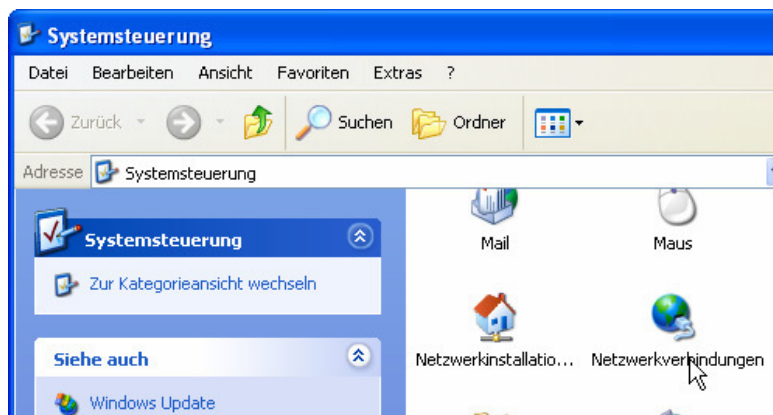 Systemsteuerung
Datei Bearbeiten Ansicht Favoriten Extras ?
Zurück Suchen Ordner
Adresse Systemsteuerung
Systemsteuerung
Zur Kategorieansicht wechseln
Siehe auch
Windows Update
Mail Maus
Netzwerkinstallatio... Netzwerkverbindungen